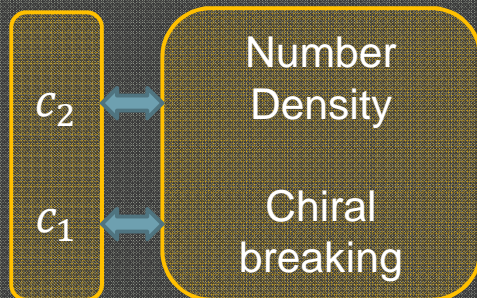 c₂
Number
Density
c₁
Chiral
breaking